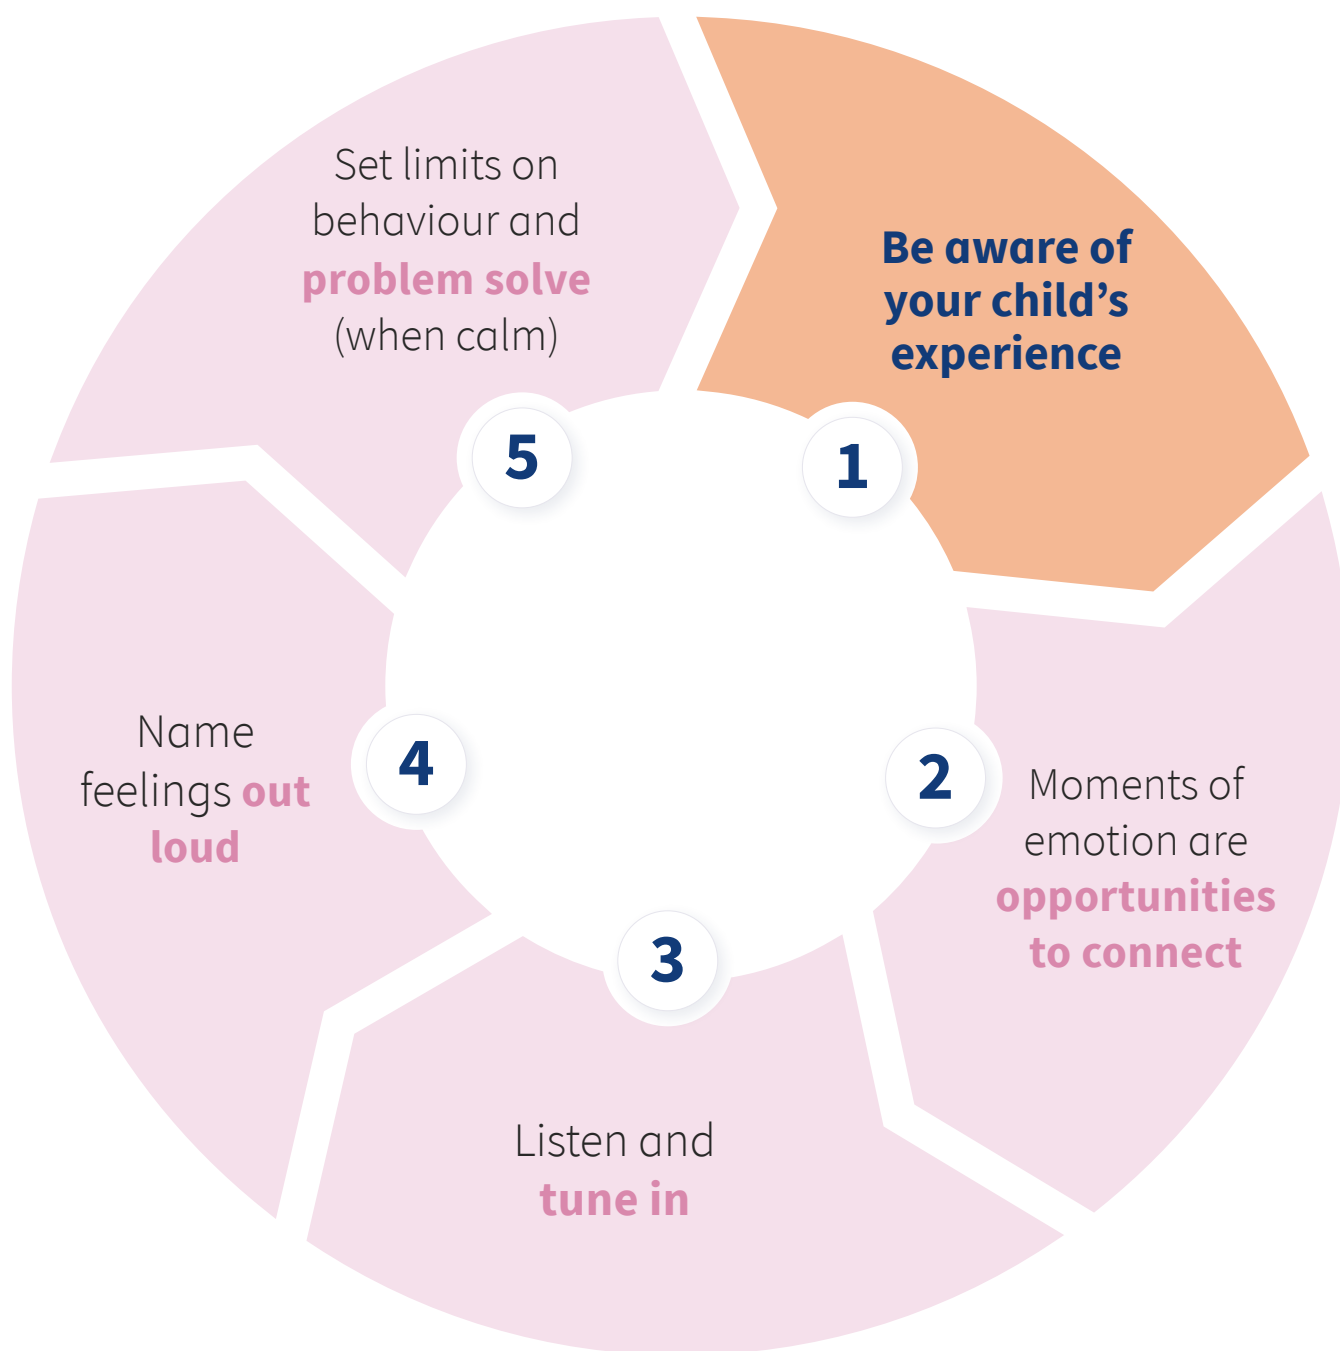 1
Be aware of
your child’s
experience
2
Moments of
emotion are
opportunities
to connect
3
Listen and
tune in
4
Name
feelings out
loud
5
Set limits on
behaviour and
problem solve
(when calm)